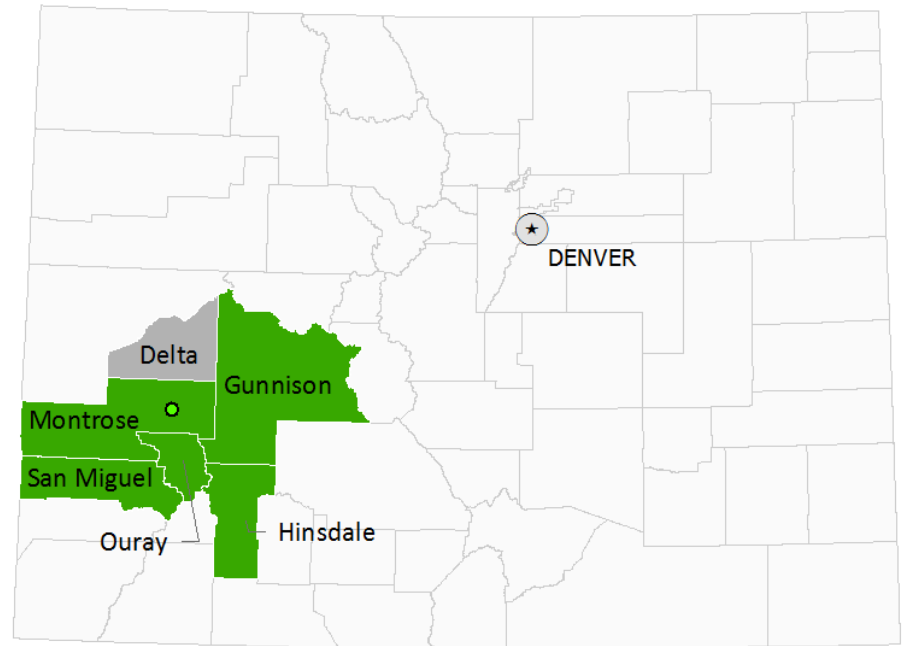 DENVER
Delta
Gunnison
Montrose
San Miguel
Ouray
Hinsdale